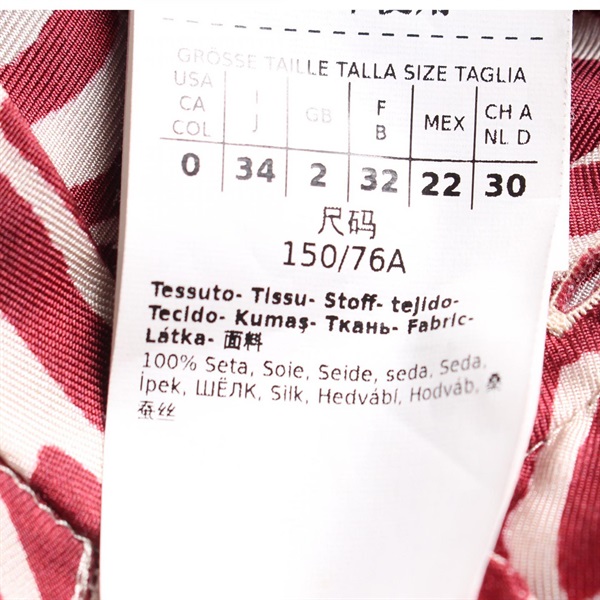 GRÖSSE TAILLE TALLA SIZE TAGLIA
USA CA COL I J GB F B MEX CH A NL D
0 34 2 32 22 30
尺码
150/76A
Tessuto- Tissu- Stoff- tejido-
Tecido- Kumaş- Ткань- Fabric-
Látka- 面料
100% Seta, Soie, Seide, seda, Seda,
İpek, ШЁЛК, Silk, Hedvábí, Hodváb, 桑
蚕丝